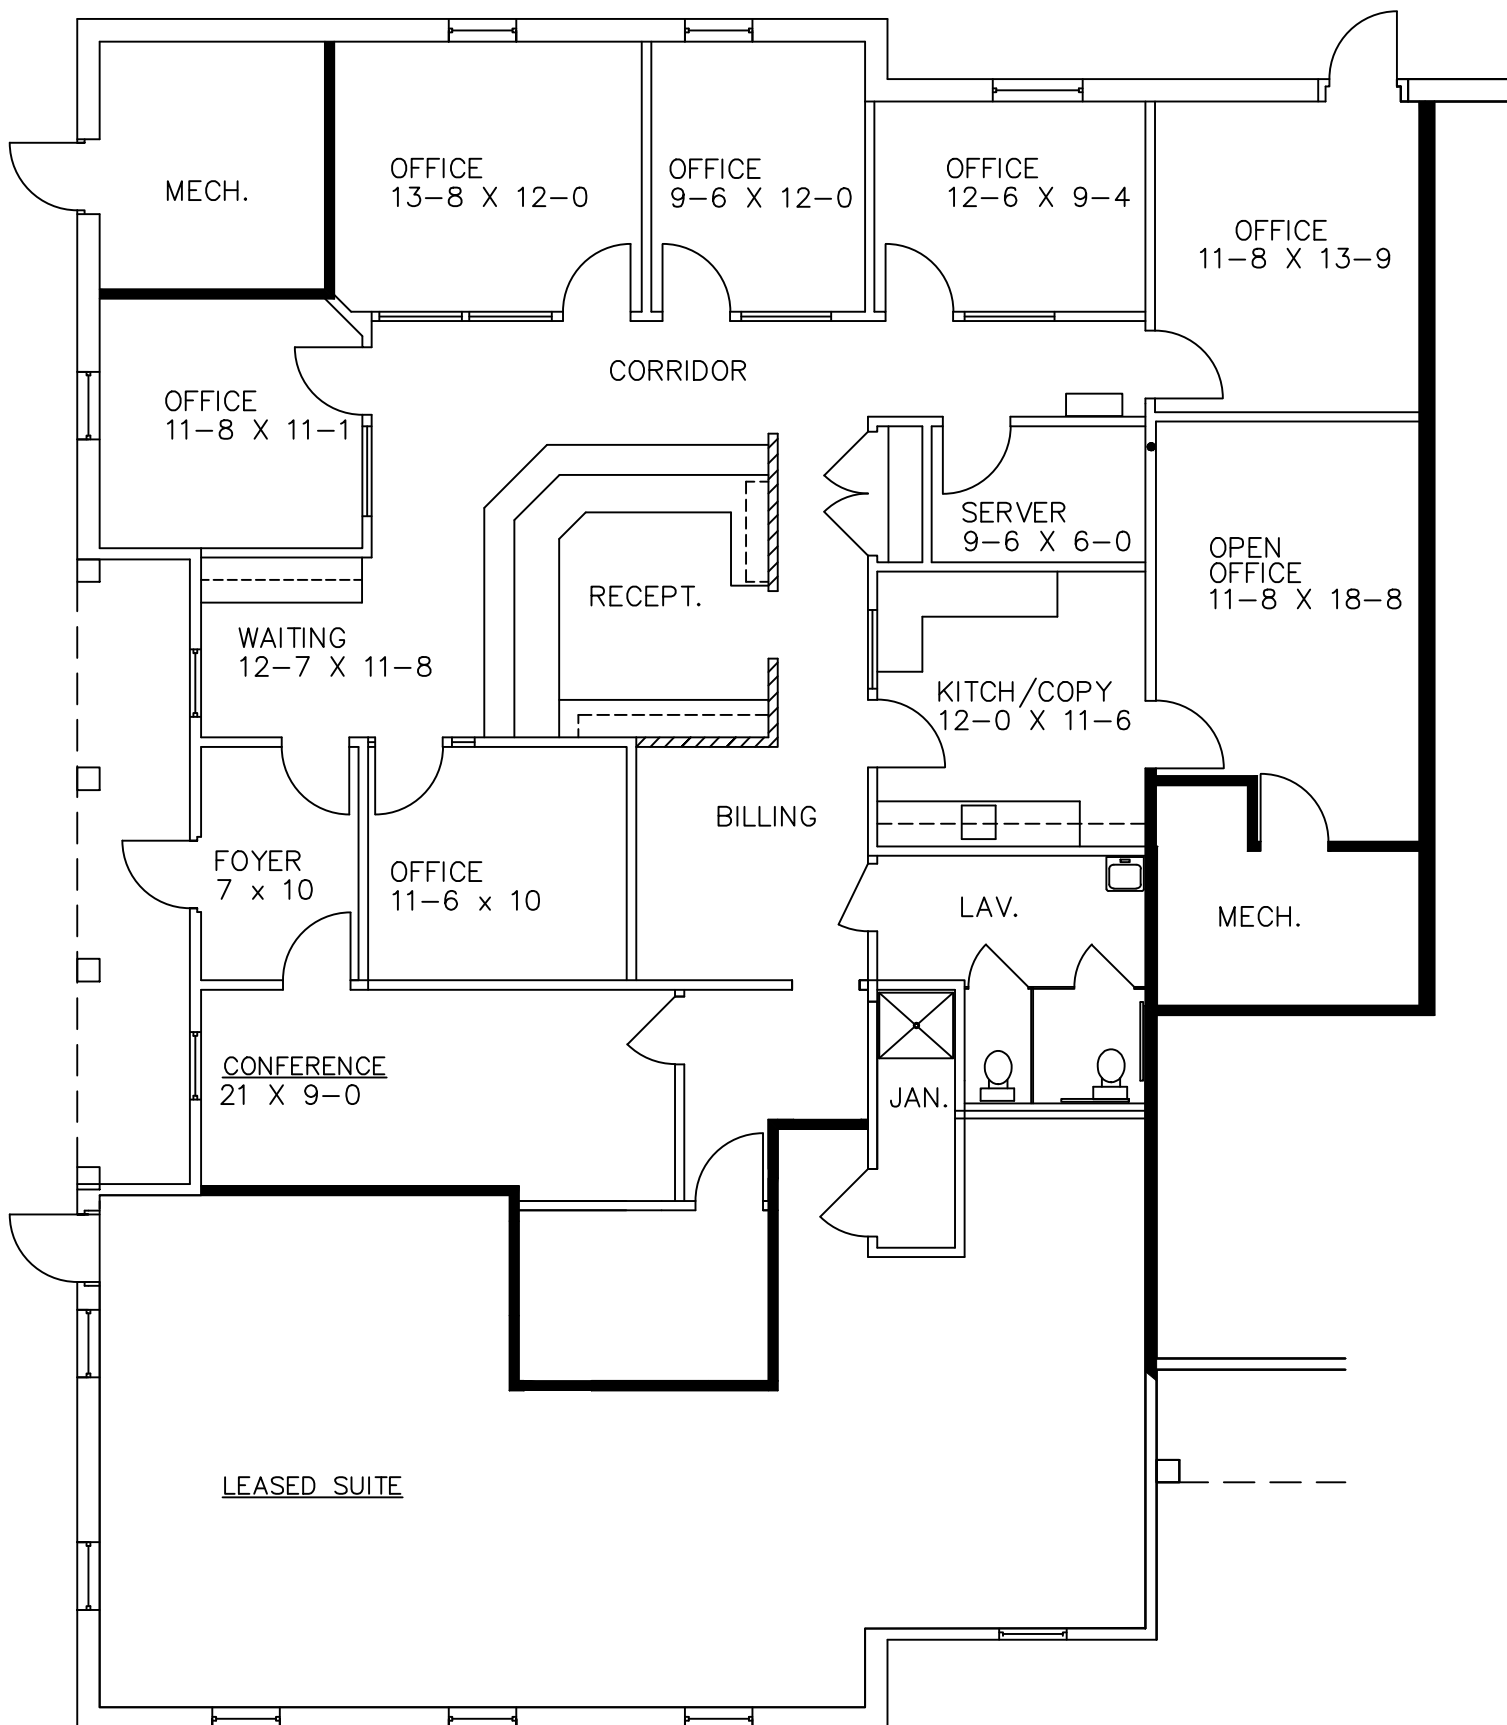 MECH.
OFFICE
13-8 X 12-0
OFFICE
9-6 X 12-0
OFFICE
12-6 X 9-4
OFFICE
11-8 X 13-9
CORRIDOR
OFFICE
11-8 X 11-1
SERVER
9-6 X 6-0
OPEN
OFFICE
11-8 X 18-8
RECEPT.
WAITING
12-7 X 11-8
KITCH/COPY
12-0 X 11-6
BILLING
FOYER
7 x 10
OFFICE
11-6 x 10
LAV.
MECH.
CONFERENCE
21 X 9-0
JAN.
LEASED SUITE